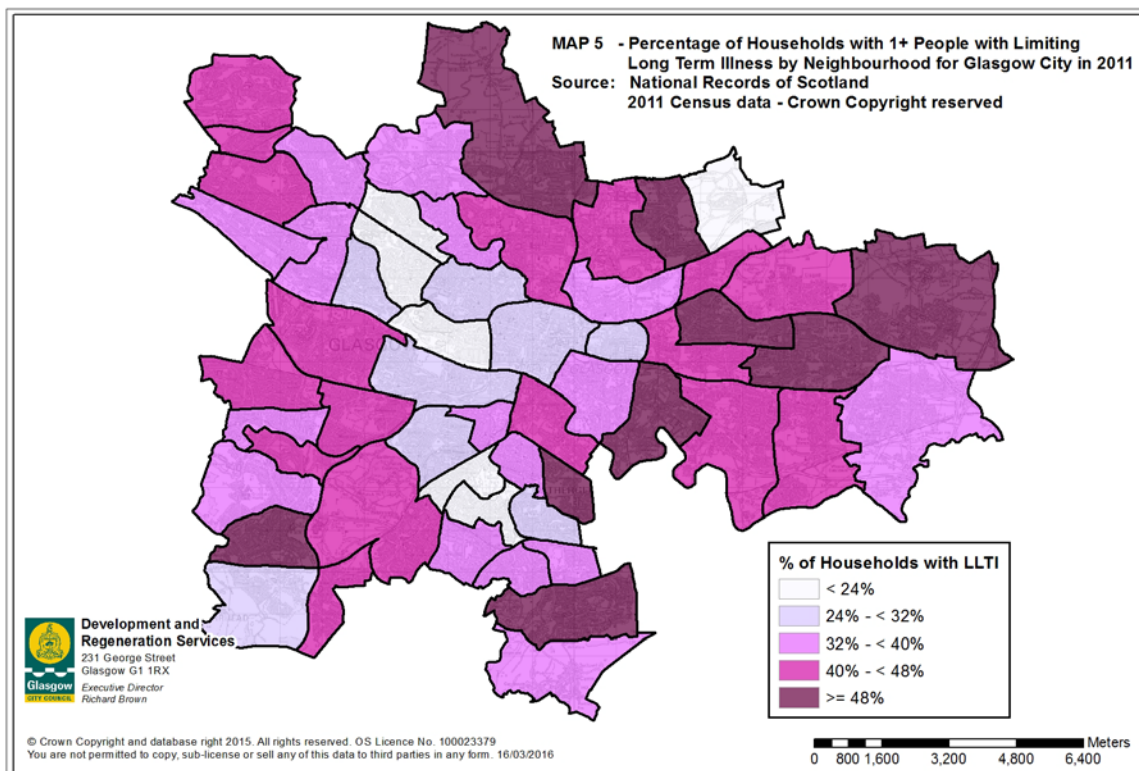 MAP 5 - Percentage of Households with 1+ People with Limiting
Long Term Illness by Neighbourhood for Glasgow City in 2011
Source: National Records of Scotland
2011 Census data - Crown Copyright reserved
% of Households with LLTI
< 24%
24% - < 32%
32% - < 40%
40% - < 48%
>= 48%
Development and
Regeneration Services
231 George Street
Glasgow G1 1RX
Executive Director
Richard Brown
Glasgow
CITY COUNCIL
© Crown Copyright and database right 2015. All rights reserved. OS Licence No. 100023379
You are not permitted to copy, sub-license or sell any of this data to third parties in any form. 16/03/2016
Meters
0 800 1,600 3,200 4,800 6,400